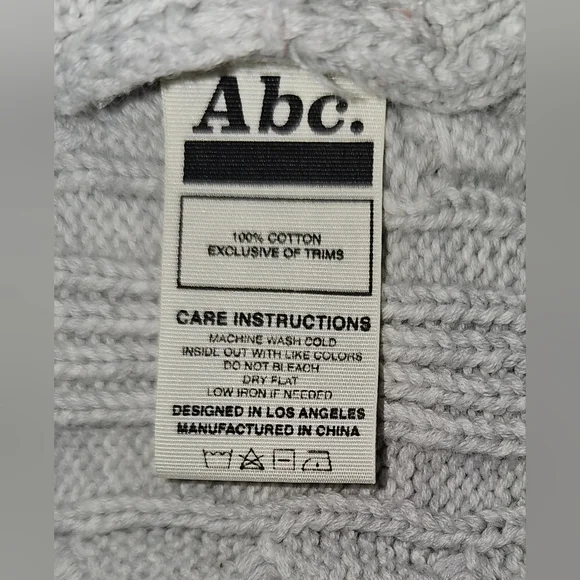 Abc.
100% COTTON
EXCLUSIVE OF TRIMS
CARE INSTRUCTIONS
MACHINE WASH COLD
INSIDE OUT WITH LIKE COLORS
DO NOT BLEACH
DRY FLAT
LOW IRON IF NEEDED
DESIGNED IN LOS ANGELES
MANUFACTURED IN CHINA